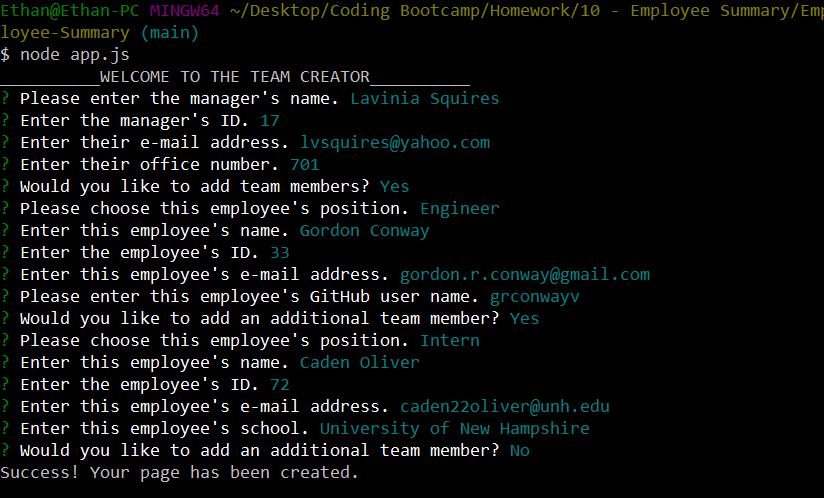 Ethan@Ethan-PC MINGW64 ~/Desktop/Coding Bootcamp/Homework/10 - Employee Summary/Emp
loyee-Summary (main)
$ node app.js
__________WELCOME TO THE TEAM CREATOR__________
? Please enter the manager's name. Lavinia Squires
? Enter the manager's ID. 17
? Enter their e-mail address. lvsquires@yahoo.com
? Enter their office number. 701
? Would you like to add team members? Yes
? Please choose this employee's position. Engineer
? Enter this employee's name. Gordon Conway
? Enter the employee's ID. 33
? Enter this employee's e-mail address. gordon.r.conway@gmail.com
? Please enter this employee's GitHub user name. grconwayv
? Would you like to add an additional team member? Yes
? Please choose this employee's position. Intern
? Enter this employee's name. Caden Oliver
? Enter the employee's ID. 72
? Enter this employee's e-mail address. caden22oliver@unh.edu
? Enter this employee's school. University of New Hampshire
? Would you like to add an additional team member? No
Success! Your page has been created.